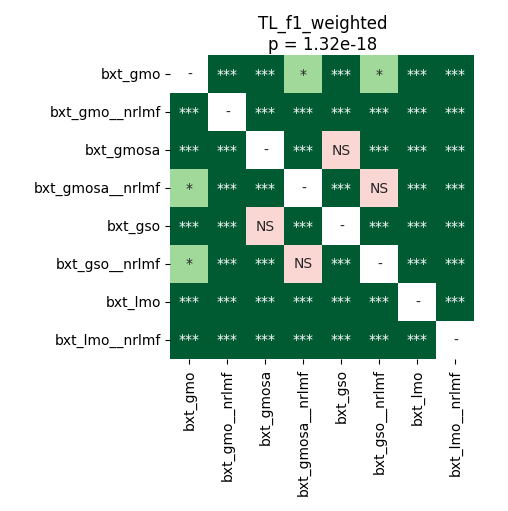 TL_f1_weighted
p = 1.32e-18
bxt_gmo - *** *** * *** * *** ***
bxt_gmo__nrlmf *** - *** *** *** *** *** ***
bxt_gmosa *** *** - *** NS *** *** ***
bxt_gmosa__nrlmf * *** *** - *** NS *** ***
bxt_gso *** *** NS *** - *** *** ***
bxt_gso__nrlmf * *** *** NS *** - *** ***
bxt_lmo *** *** *** *** *** *** - ***
bxt_lmo__nrlmf *** *** *** *** *** *** *** -
bxt_gmo
bxt_gmo__nrlmf
bxt_gmosa
bxt_gmosa__nrlmf
bxt_gso
bxt_gso__nrlmf
bxt_lmo
bxt_lmo__nrlmf